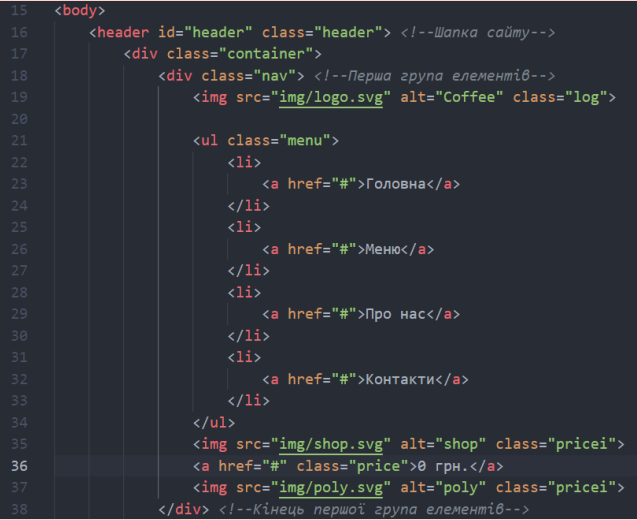 15 <body>
16 <header id="header" class="header"> <!--Шапка сайту-->
17 <div class="container">
18 <div class="nav"> <!--Перша група елементів-->
19 <img src="img/logo.svg" alt="Coffee" class="log">
20
21 <ul class="menu">
22 <li>
23 <a href="#">Головна</a>
24 </li>
25 <li>
26 <a href="#">Меню</a>
27 </li>
28 <li>
29 <a href="#">Про нас</a>
30 </li>
31 <li>
32 <a href="#">Контакти</a>
33 </li>
34 </ul>
35 <img src="img/shop.svg" alt="shop" class="pricei">
36 <a href="#" class="price">0 грн.</a>
37 <img src="img/poly.svg" alt="poly" class="pricei">
38 </div> <!--Кінець першої група елементів-->